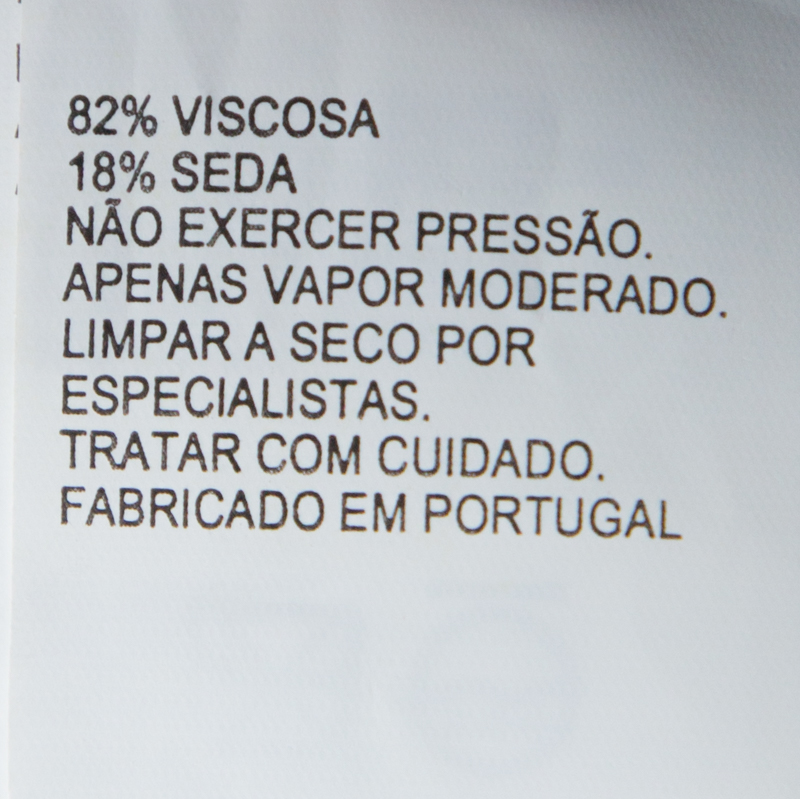 82% VISCOSA
18% SEDA
NÃO EXERCER PRESSÃO.
APENAS VAPOR MODERADO.
LIMPAR A SECO POR
ESPECIALISTAS.
TRATAR COM CUIDADO.
FABRICADO EM PORTUGAL